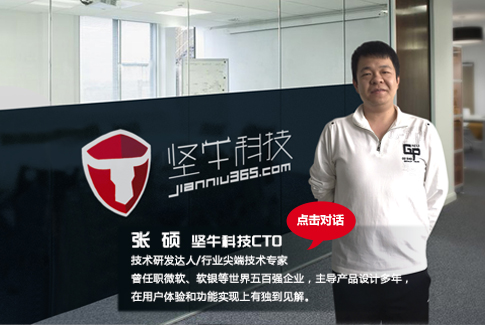 坚牛科技
jianniu365.com
GP
点击对话
张 硕 坚牛科技CTO
技术研发达人/行业尖端技术专家
曾任职微软、软银等世界五百强企业，主导产品设计多年，
在用户体验和功能实现上有独到见解。